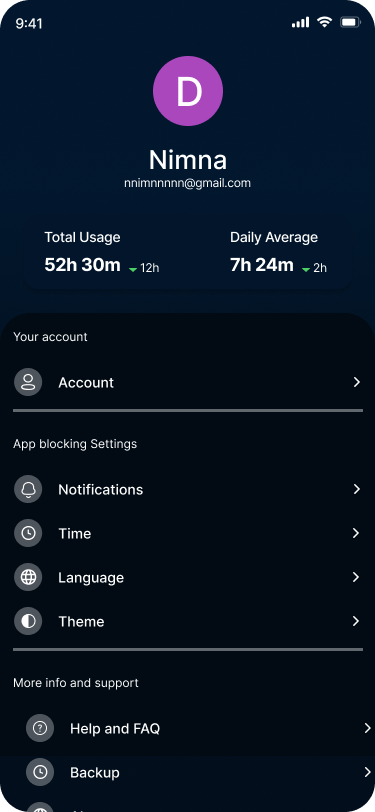 9:41
D
Nimna
nnimnnnnn@gmail.com
Total Usage Daily Average
52h 30m 12h 7h 24m 2h
Your account
Account
App blocking Settings
Notifications
Time
Language
Theme
More info and support
Help and FAQ
Backup